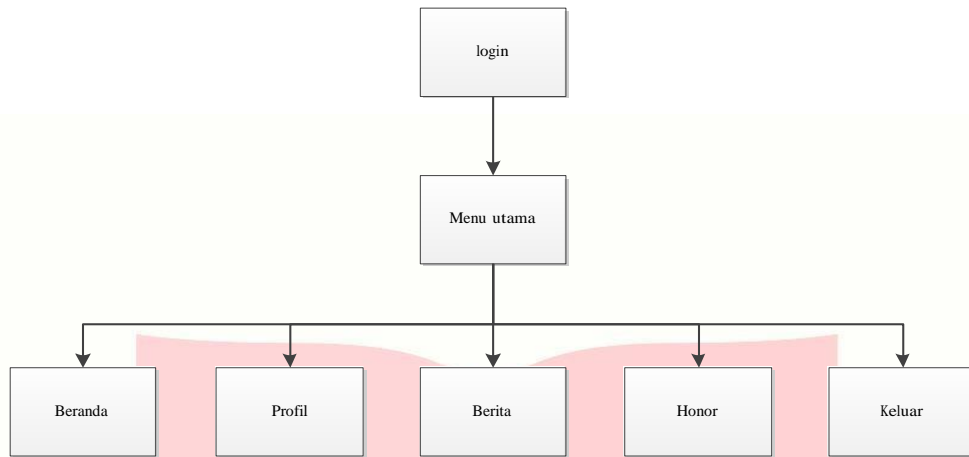 login
Menu utama
Beranda
Profil
Berita
Honor
Keluar